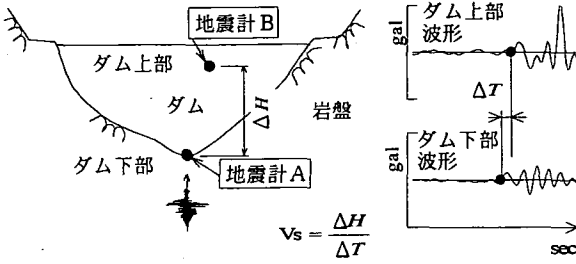 地震計B
ダム上部
ダム
ΔH
岩盤
ダム下部
地震計A
Vs = ΔH / ΔT
gal
ダム上部
波形
ΔT
gal
ダム下部
波形
sec